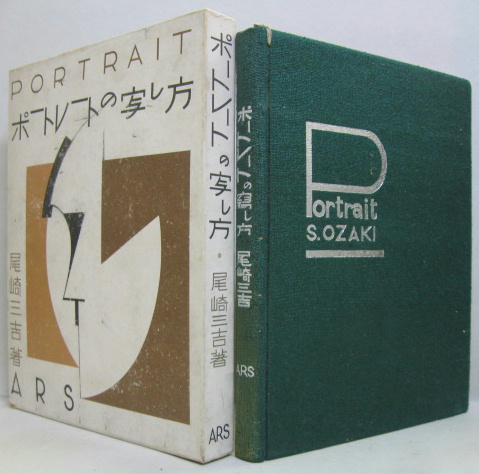 PORTRAIT
ポートレートの写し方
尾崎三吉著
ARS
ポートレートの写し方・尾崎三吉著
ARS
ポートレートの寫し方 尾崎三吉
ARS
Portrait
S.OZAKI